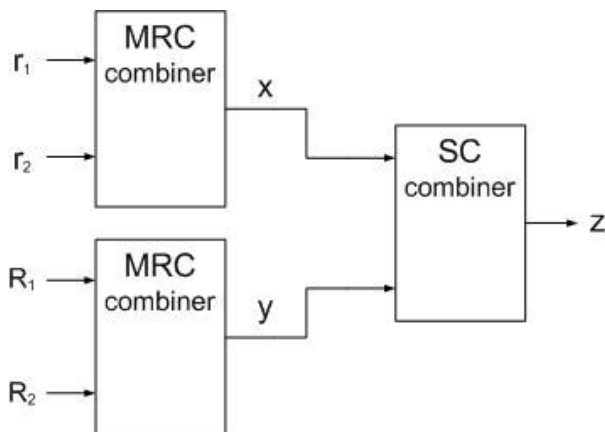 MRC
combiner
r₁
r₂
x
MRC
combiner
R₁
R₂
y
SC
combiner
z